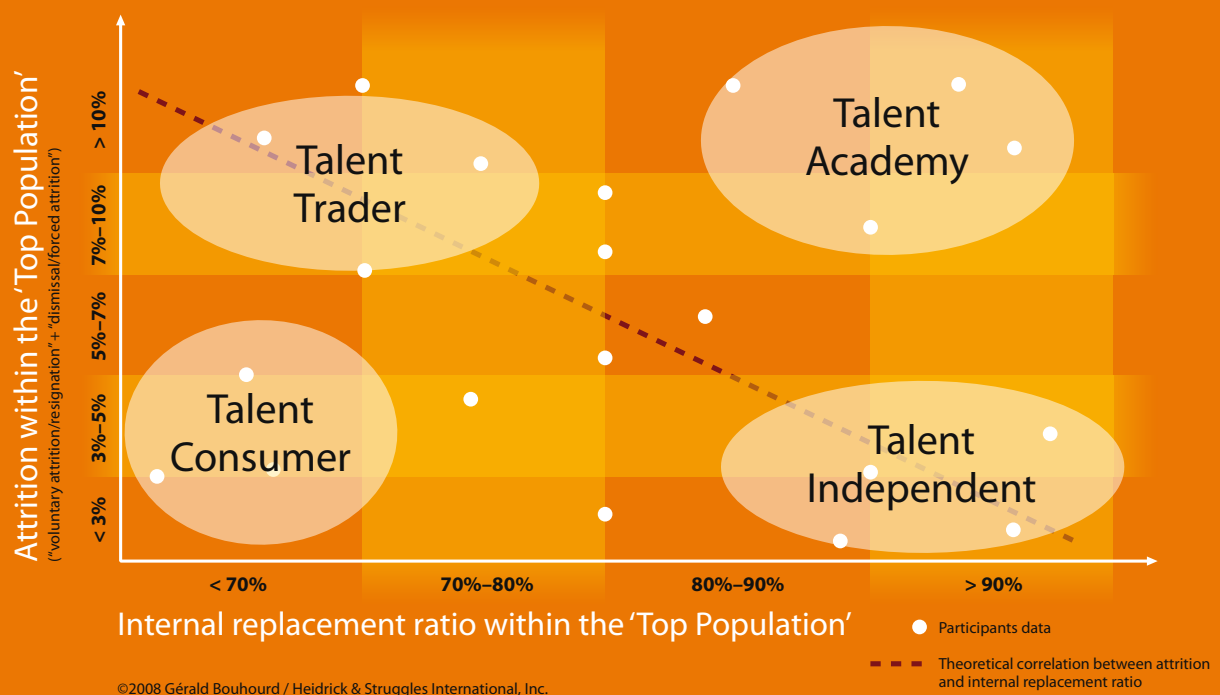 Attrition within the ‘Top Population’
(“voluntary attrition/resignation” + “dismissal/forced attrition”)
> 10%
7%–10%
5%–7%
3%–5%
< 3%
Talent
Trader
Talent
Academy
Talent
Consumer
Talent
Independent
< 70%
70%–80%
80%–90%
> 90%
Internal replacement ratio within the ‘Top Population’
Participants data
Theoretical correlation between attrition
and internal replacement ratio
©2008 Gérald Bouhourd / Heidrick & Struggles International, Inc.